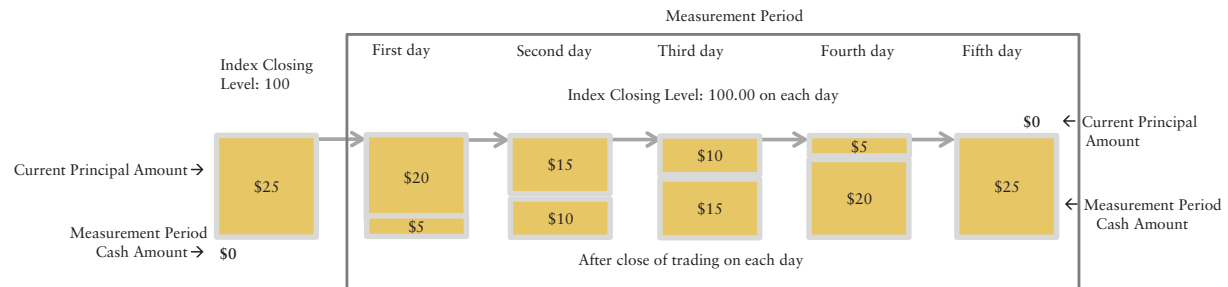 Measurement Period
First day
Second day
Third day
Fourth day
Fifth day
Index Closing
Level: 100
Index Closing Level: 100.00 on each day
$0
← Current Principal
Amount
Current Principal Amount →
$25
$20
$5
$15
$10
$10
$15
$5
$20
$25
← Measurement Period
Cash Amount
Measurement Period
Cash Amount →
$0
After close of trading on each day